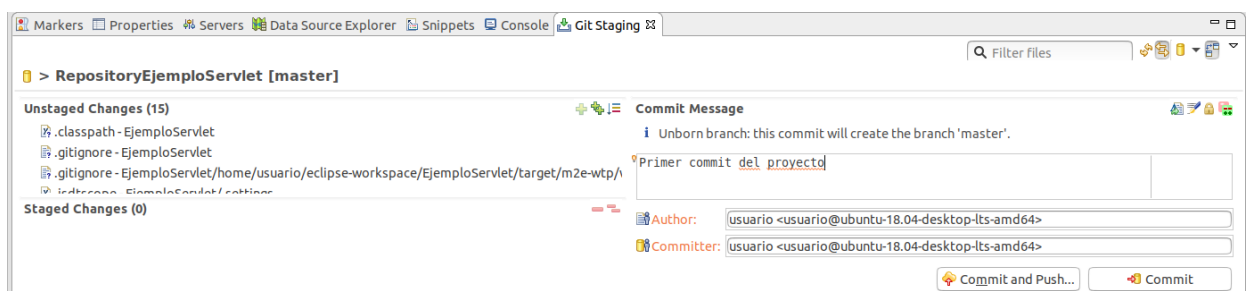 Markers Properties Servers Data Source Explorer Snippets Console Git Staging
Filter files
> RepositoryEjemploServlet [master]
Unstaged Changes (15)
.classpath - EjemploServlet
.gitignore - EjemploServlet
.gitignore - EjemploServlet/home/usuario/eclipse-workspace/EjemploServlet/target/m2e-wtp/
.jsdtscope - EjemploServlet/.settings
Staged Changes (0)
Commit Message
Unborn branch: this commit will create the branch 'master'.
Primer commit del proyecto
Author: usuario <usuario@ubuntu-18.04-desktop-lts-amd64>
Committer: usuario <usuario@ubuntu-18.04-desktop-lts-amd64>
Commit and Push... Commit